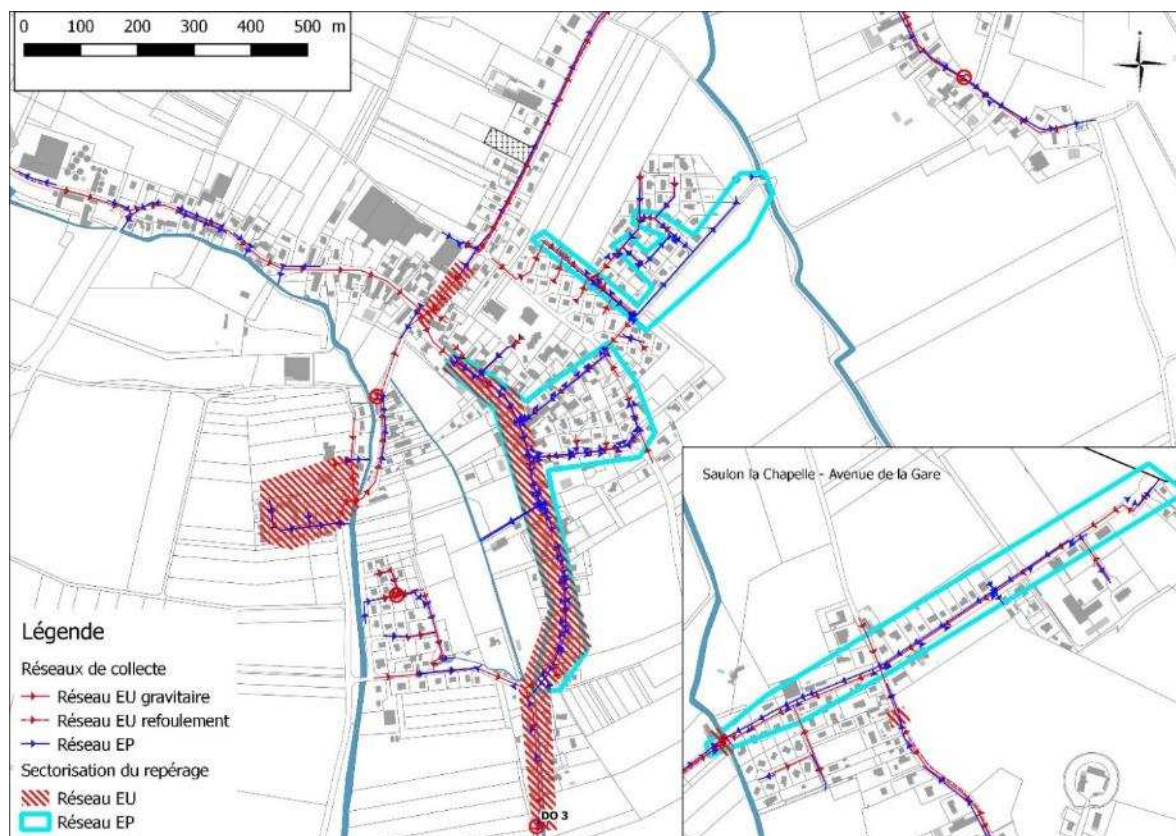 0 100 200 300 400 500 m
Saulon la Chapelle - Avenue de la Gare
Légende
Réseaux de collecte
Réseau EU gravitaire
Réseau EU refoulement
Réseau EP
Sectorisation du repérage
Réseau EU
Réseau EP
DO 3